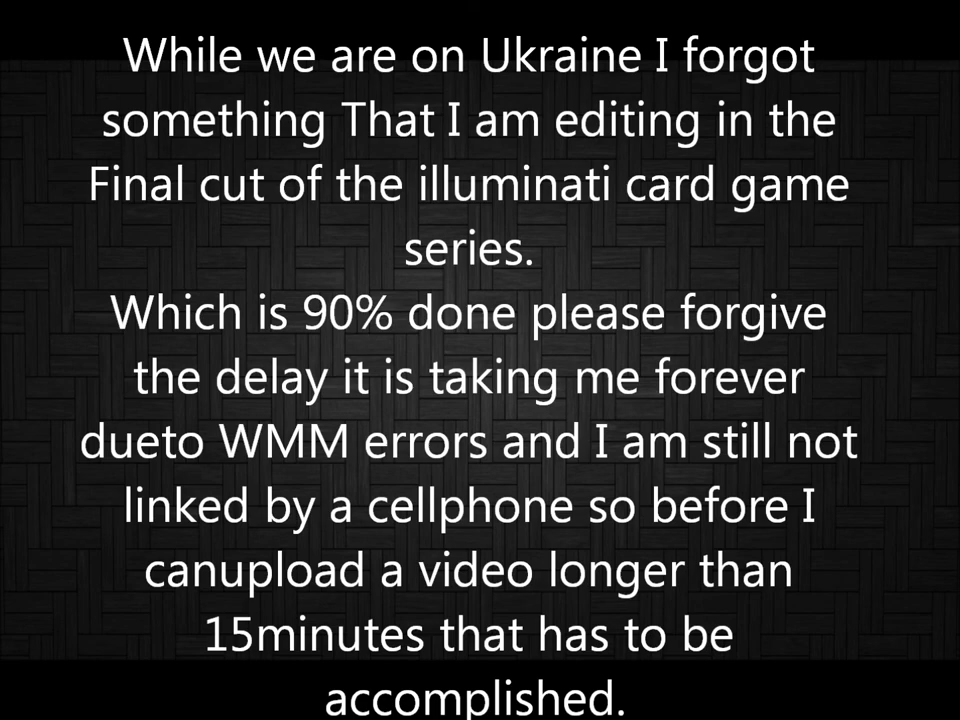 While we are on Ukraine I forgot
something That I am editing in the
Final cut of the illuminati card game
series.
Which is 90% done please forgive
the delay it is taking me forever
dueto WMM errors and I am still not
linked by a cellphone so before I
canupload a video longer than
15minutes that has to be
accomplished.